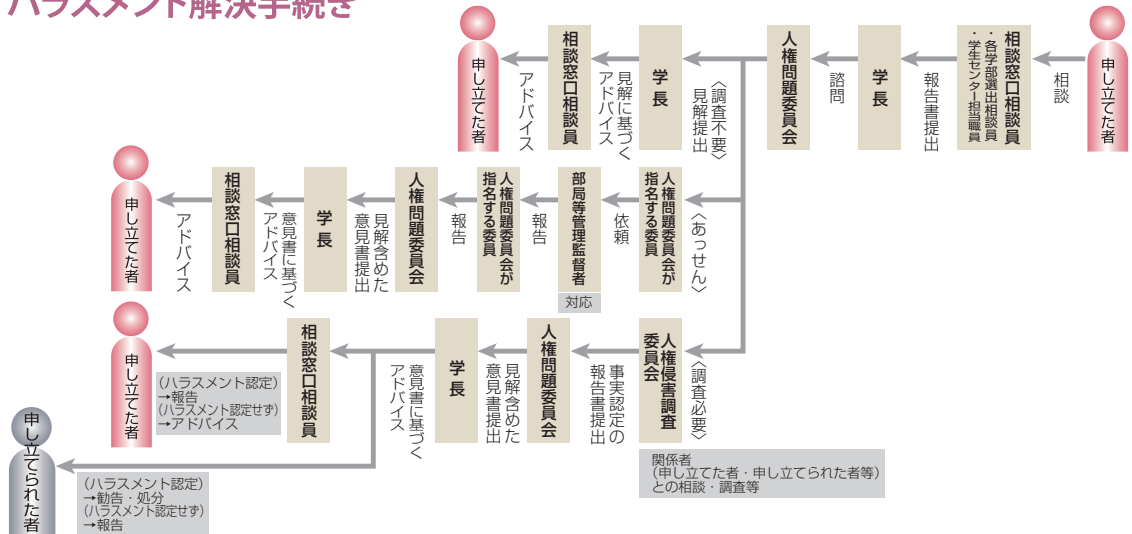 ハラスメント解決手続き
申し立てた者
相談
相談窓口相談員
・各学部選出相談員
・学生センター担当職員
報告書提出
学長
諮問
人権問題委員会
〈調査不要〉
見解提出
学長
見解に基づく
アドバイス
相談窓口相談員
アドバイス
申し立てた者
〈あっせん〉
人権問題委員会が
指名する委員
依頼
部局等管理監督者
対応
報告
人権問題委員会が
指名する委員
報告
人権問題委員会
見解含めた
意見書提出
学長
意見書に基づく
アドバイス
相談窓口相談員
アドバイス
申し立てた者
〈調査必要〉
人権侵害調査
委員会
関係者
（申し立てた者・申し立てられた者等）
との相談・調査等
事実認定の
報告書提出
人権問題委員会
見解含めた
意見書提出
学長
意見書に基づく
アドバイス
相談窓口相談員
（ハラスメント認定）
→報告
（ハラスメント認定せず）
→アドバイス
申し立てた者
（ハラスメント認定）
→勧告・処分
（ハラスメント認定せず）
→報告
申し立てられた者